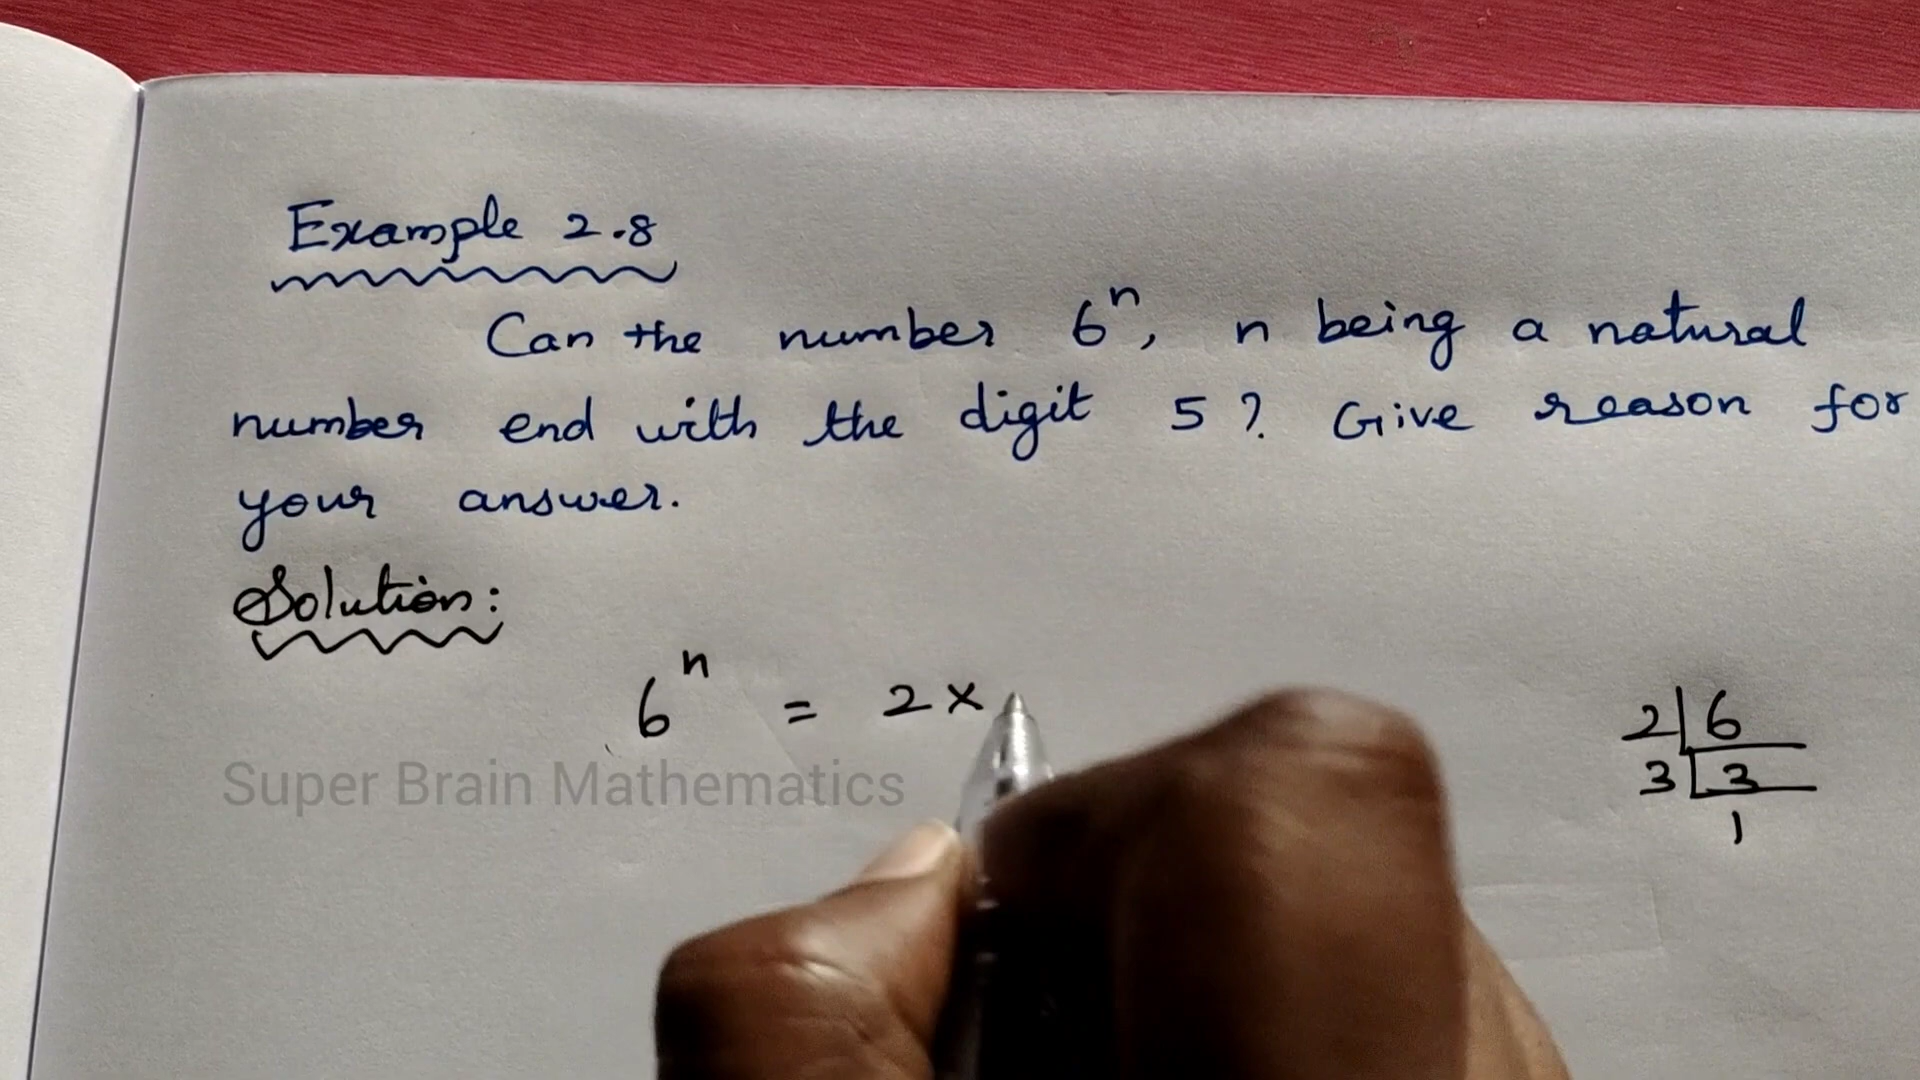 Example 2.8
Can the number 6ⁿ, n being a natural
number end with the digit 5? Give reason for
your answer.
Solution:
6ⁿ = 2 ×
Super Brain Mathematics
2 | 6
3 | 3
1